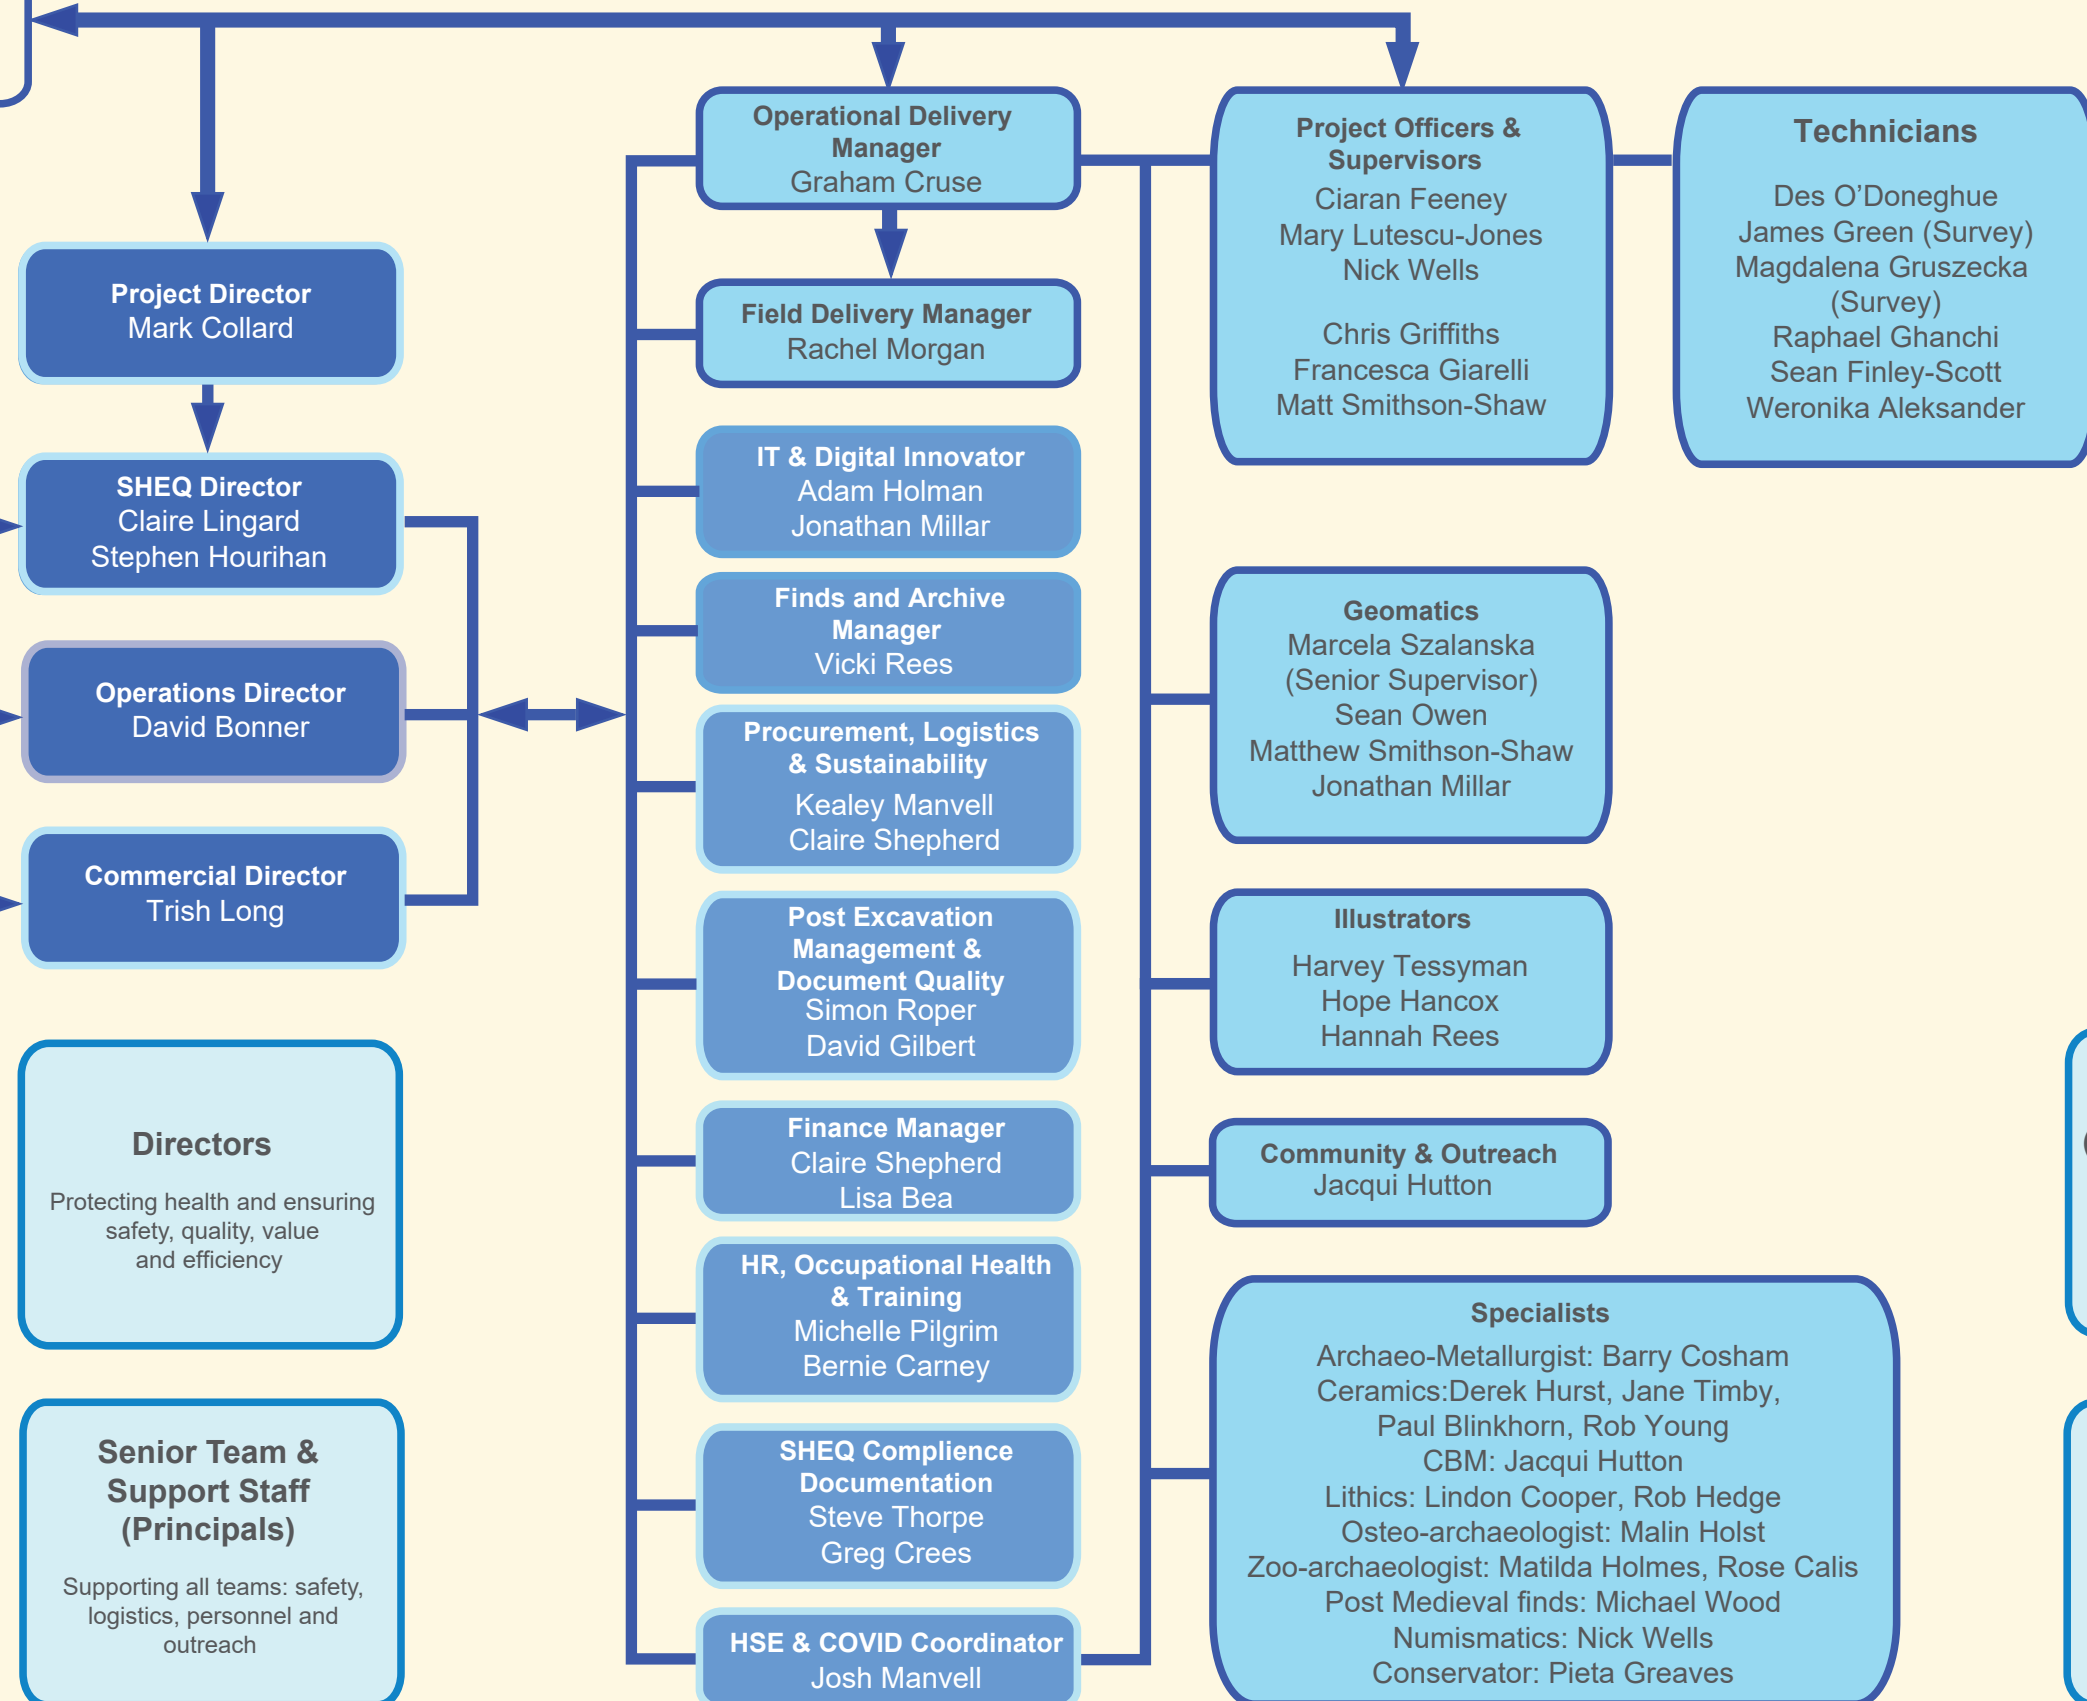 Project Director
Mark Collard
SHEQ Director
Claire Lingard
Stephen Hourihan
Operations Director
David Bonner
Commercial Director
Trish Long
Directors
Protecting health and ensuring
safety, quality, value
and efficiency
Senior Team &
Support Staff
(Principals)
Supporting all teams: safety,
logistics, personnel and
outreach
Operational Delivery
Manager
Graham Cruse
Field Delivery Manager
Rachel Morgan
IT & Digital Innovator
Adam Holman
Jonathan Millar
Finds and Archive
Manager
Vicki Rees
Procurement, Logistics
& Sustainability
Kealey Manvell
Claire Shepherd
Post Excavation
Management &
Document Quality
Simon Roper
David Gilbert
Finance Manager
Claire Shepherd
Lisa Bea
HR, Occupational Health
& Training
Michelle Pilgrim
Bernie Carney
SHEQ Complience
Documentation
Steve Thorpe
Greg Crees
HSE & COVID Coordinator
Josh Manvell
Project Officers &
Supervisors
Ciaran Feeney
Mary Lutescu-Jones
Nick Wells
Chris Griffiths
Francesca Giarelli
Matt Smithson-Shaw
Technicians
Des O’Doneghue
James Green (Survey)
Magdalena Gruszecka
(Survey)
Raphael Ghanchi
Sean Finley-Scott
Weronika Aleksander
Geomatics
Marcela Szalanska
(Senior Supervisor)
Sean Owen
Matthew Smithson-Shaw
Jonathan Millar
Illustrators
Harvey Tessyman
Hope Hancox
Hannah Rees
Community & Outreach
Jacqui Hutton
Specialists
Archaeo-Metallurgist: Barry Cosham
Ceramics:Derek Hurst, Jane Timby,
Paul Blinkhorn, Rob Young
CBM: Jacqui Hutton
Lithics: Lindon Cooper, Rob Hedge
Osteo-archaeologist: Malin Holst
Zoo-archaeologist: Matilda Holmes, Rose Calis
Post Medieval finds: Michael Wood
Numismatics: Nick Wells
Conservator: Pieta Greaves